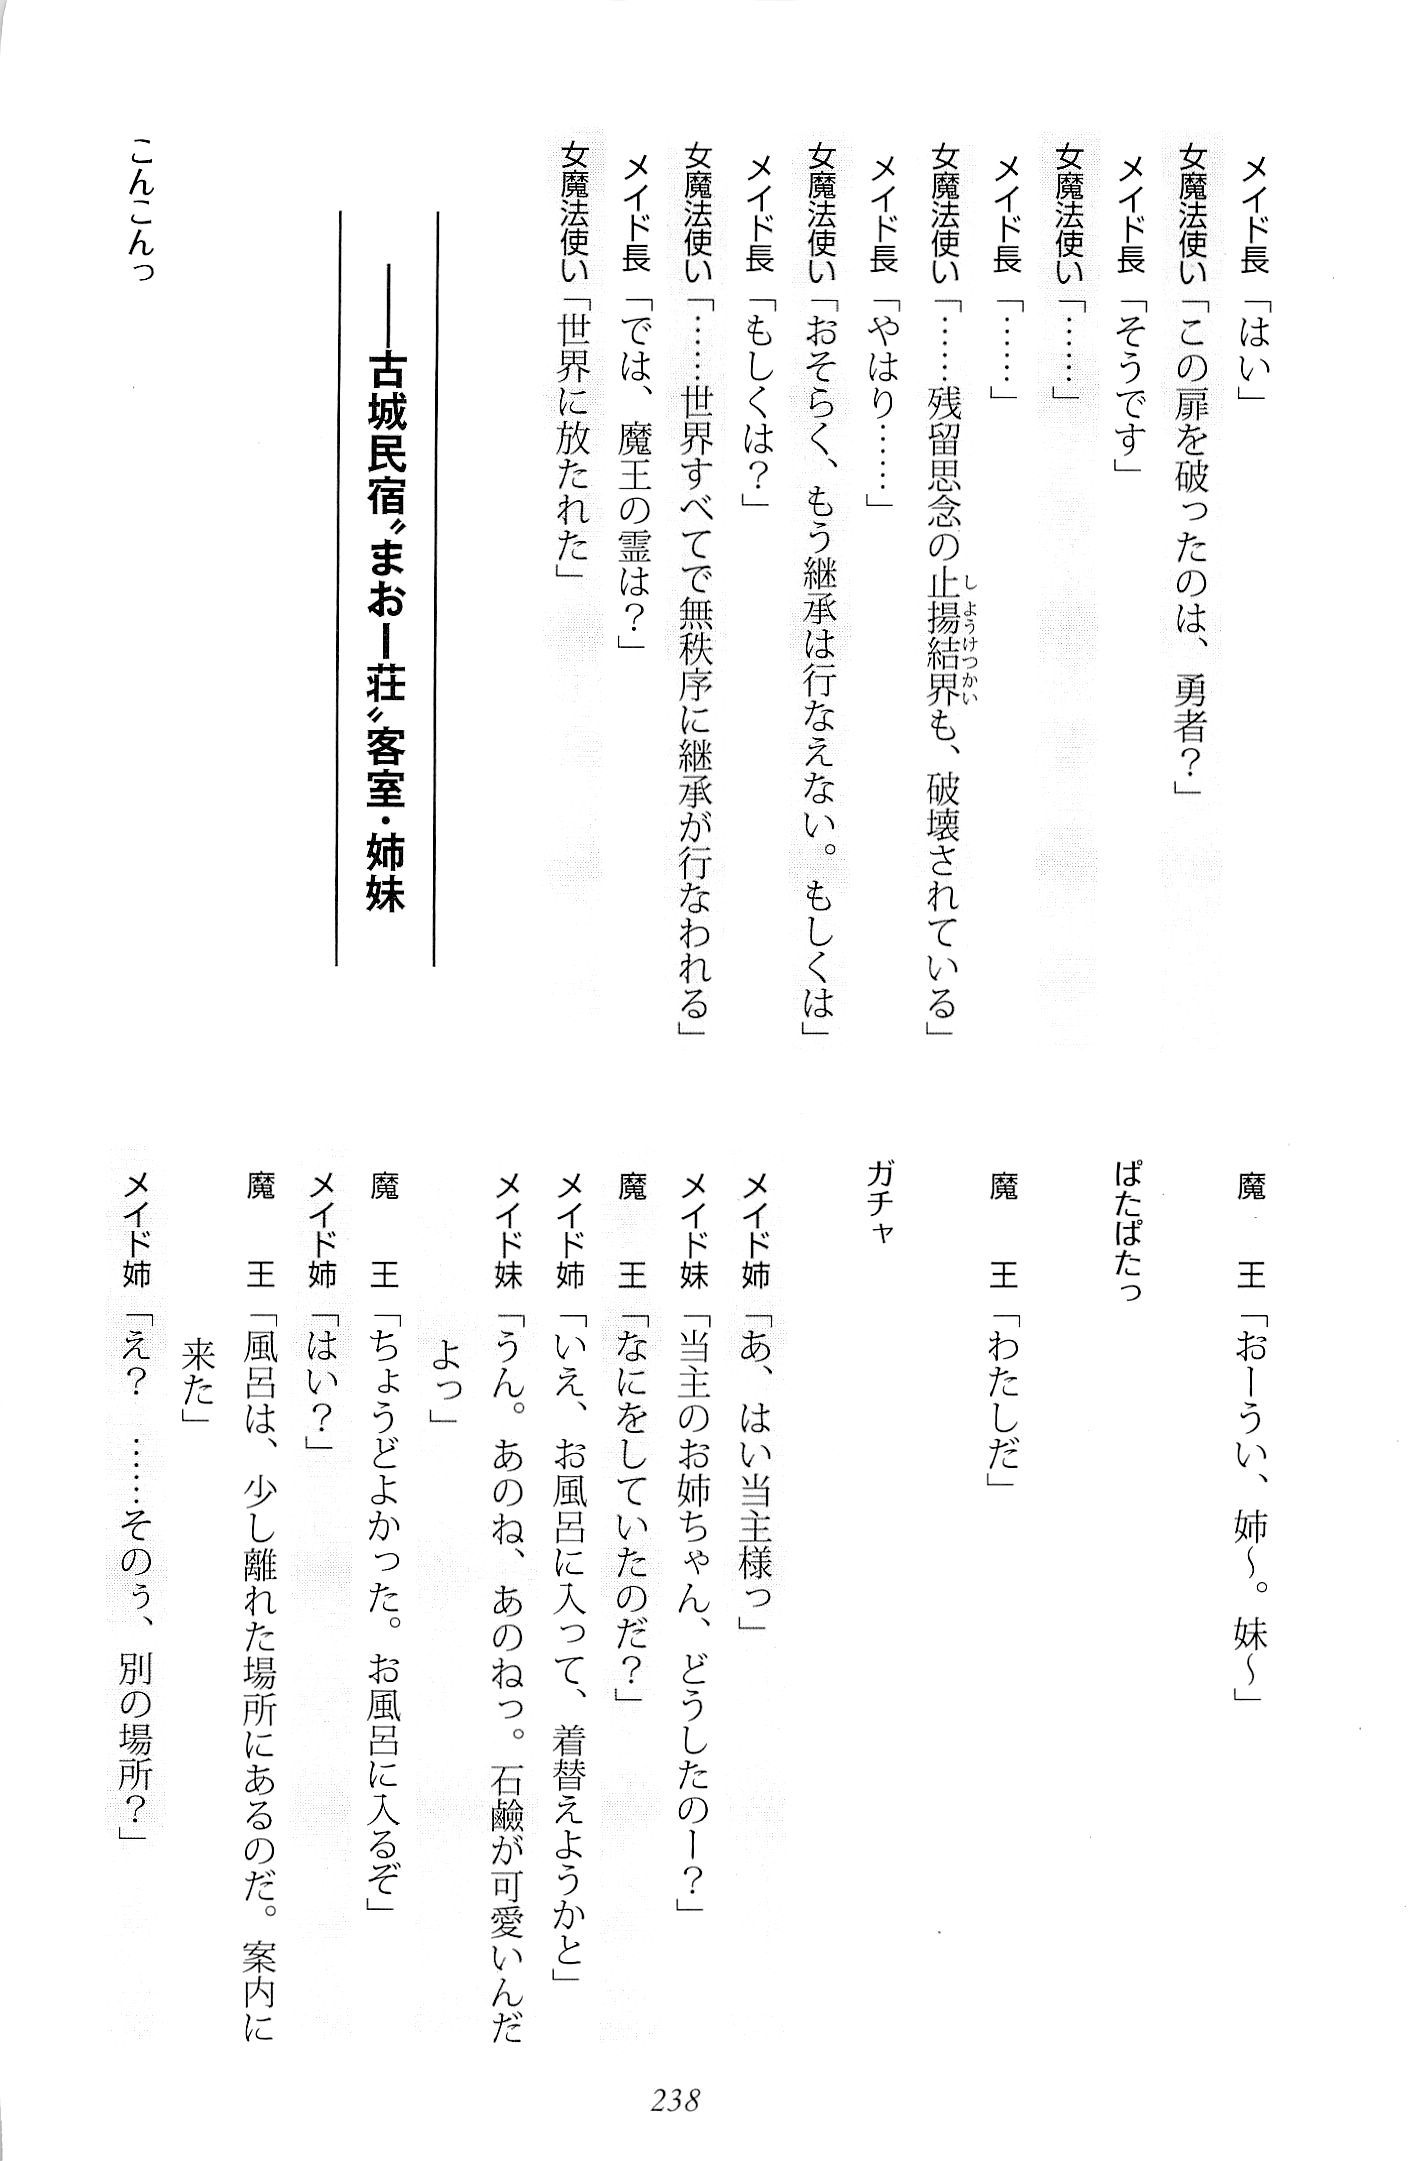 メイド長「はい」
女魔法使い「この扉を破ったのは、勇者？」
メイド長「そうです」
女魔法使い「……」
メイド長「……」
女魔法使い「……残留思念の止揚結界も、破壊されている」
しようけつかい
メイド長「やはり……」
女魔法使い「おそらく、もう継承は行なえない。もしくは」
メイド長「もしくは？」
女魔法使い「……世界すべてで無秩序に継承が行なわれる」
メイド長「では、魔王の霊は？」
女魔法使い「世界に放たれた」
――古城民宿〝まおー荘〟客室・姉妹
こんこんっ
魔　王「おーうい、姉～。妹～」
ぱたぱたっ
魔　王「わたしだ」
ガチャ
メイド姉「あ、はい当主様っ」
メイド妹「当主のお姉ちゃん、どうしたのー？」
魔　王「なにをしていたのだ？」
メイド姉「いえ、お風呂に入って、着替えようかと」
メイド妹「うん。あのね、あのねっ。石鹼が可愛いんだ
よっ」
魔　王「ちょうどよかった。お風呂に入るぞ」
メイド姉「はい？」
魔　王「風呂は、少し離れた場所にあるのだ。案内に
来た」
メイド姉「え？　……そのぅ、別の場所？」
238